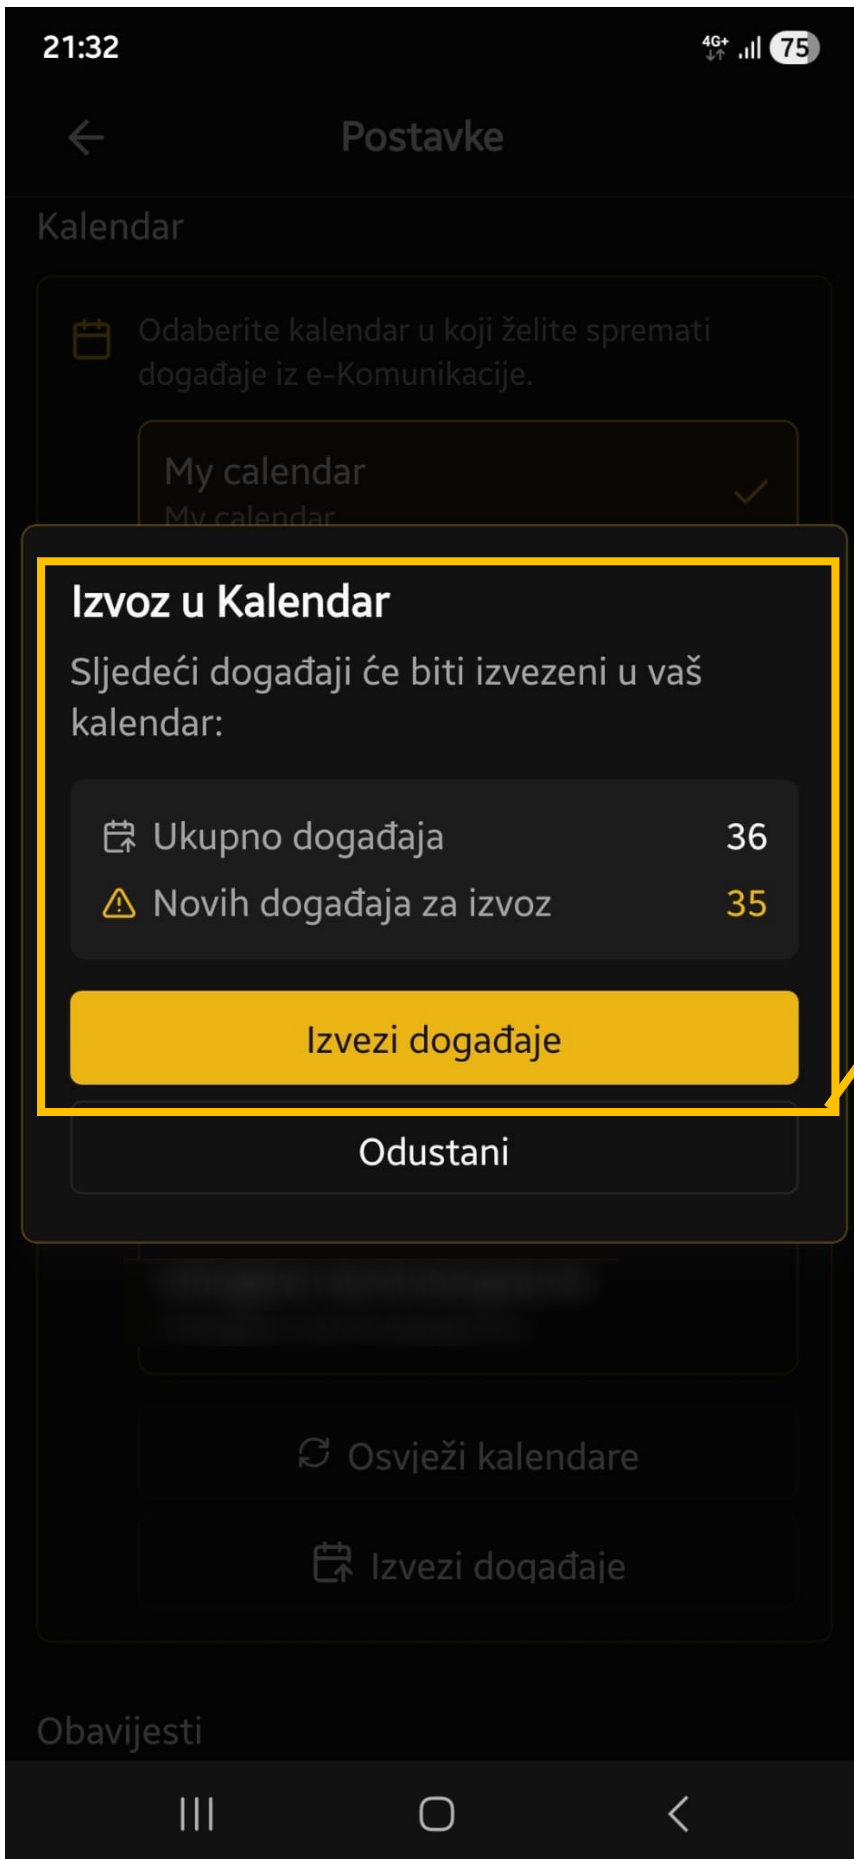 21:32
4G+ 75
Postavke
Kalendar
Odaberite kalendar u koji želite spremati
događaje iz e-Komunikacije.
My calendar
My calendar
Izvoz u Kalendar
Sljedeći događaji će biti izvezeni u vaš
kalendar:
Ukupno događaja 36
Novih događaja za izvoz 35
Izvezi događaje
Odustani
Osvježi kalendare
Izvezi događaje
Obavijesti